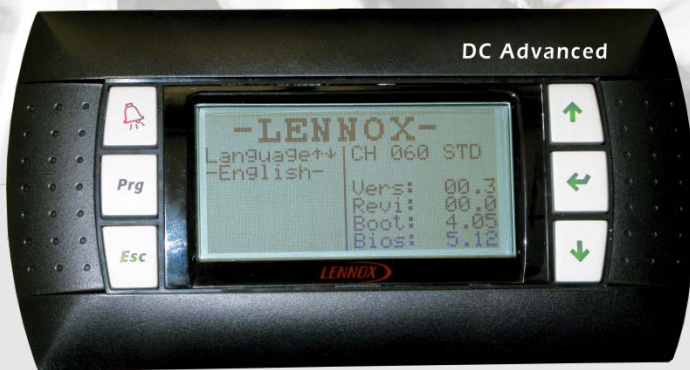 DC Advanced
-LENNOX-
Language↑↓ CH 060 STD
-English-
Vers: 00.3
Revi: 00.0
Boot: 4.05
Bios: 5.12
Prg
Esc
LENNOX